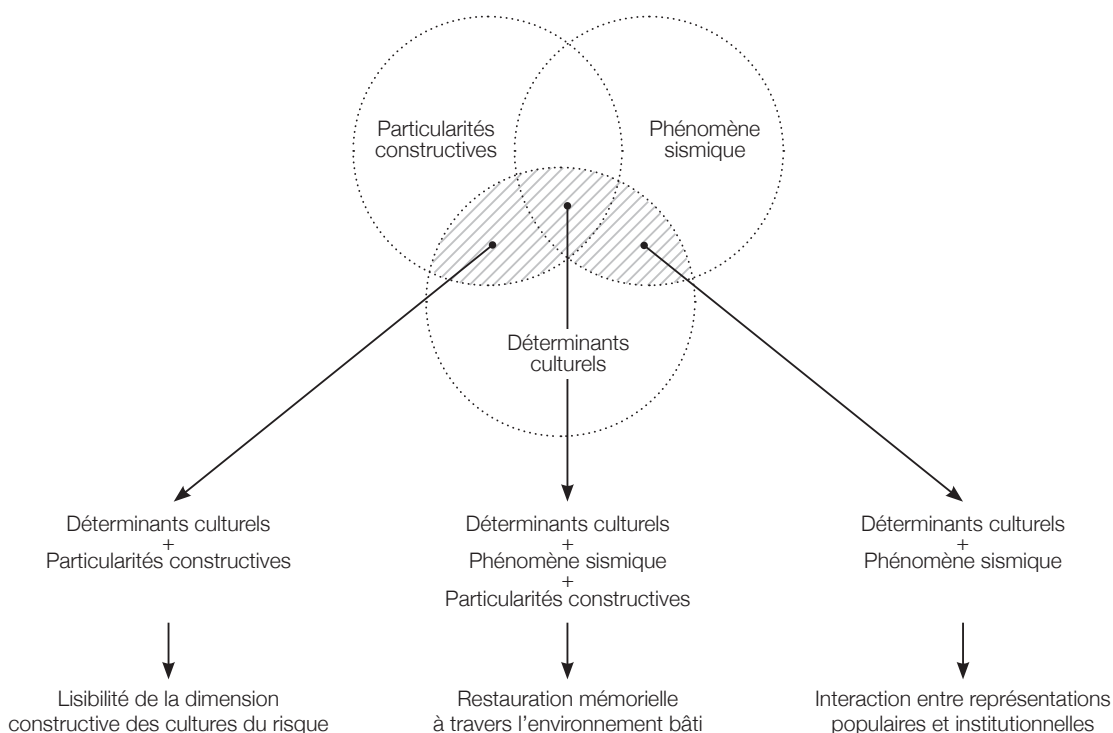 Particularités
constructives
Phénomène
sismique
Déterminants
culturels
Déterminants culturels
+
Particularités constructives
Lisibilité de la dimension
constructive des cultures du risque
Déterminants culturels
+
Phénomène sismique
+
Particularités constructives
Restauration mémorielle
à travers l'environnement bâti
Déterminants culturels
+
Phénomène sismique
Interaction entre représentations
populaires et institutionnelles